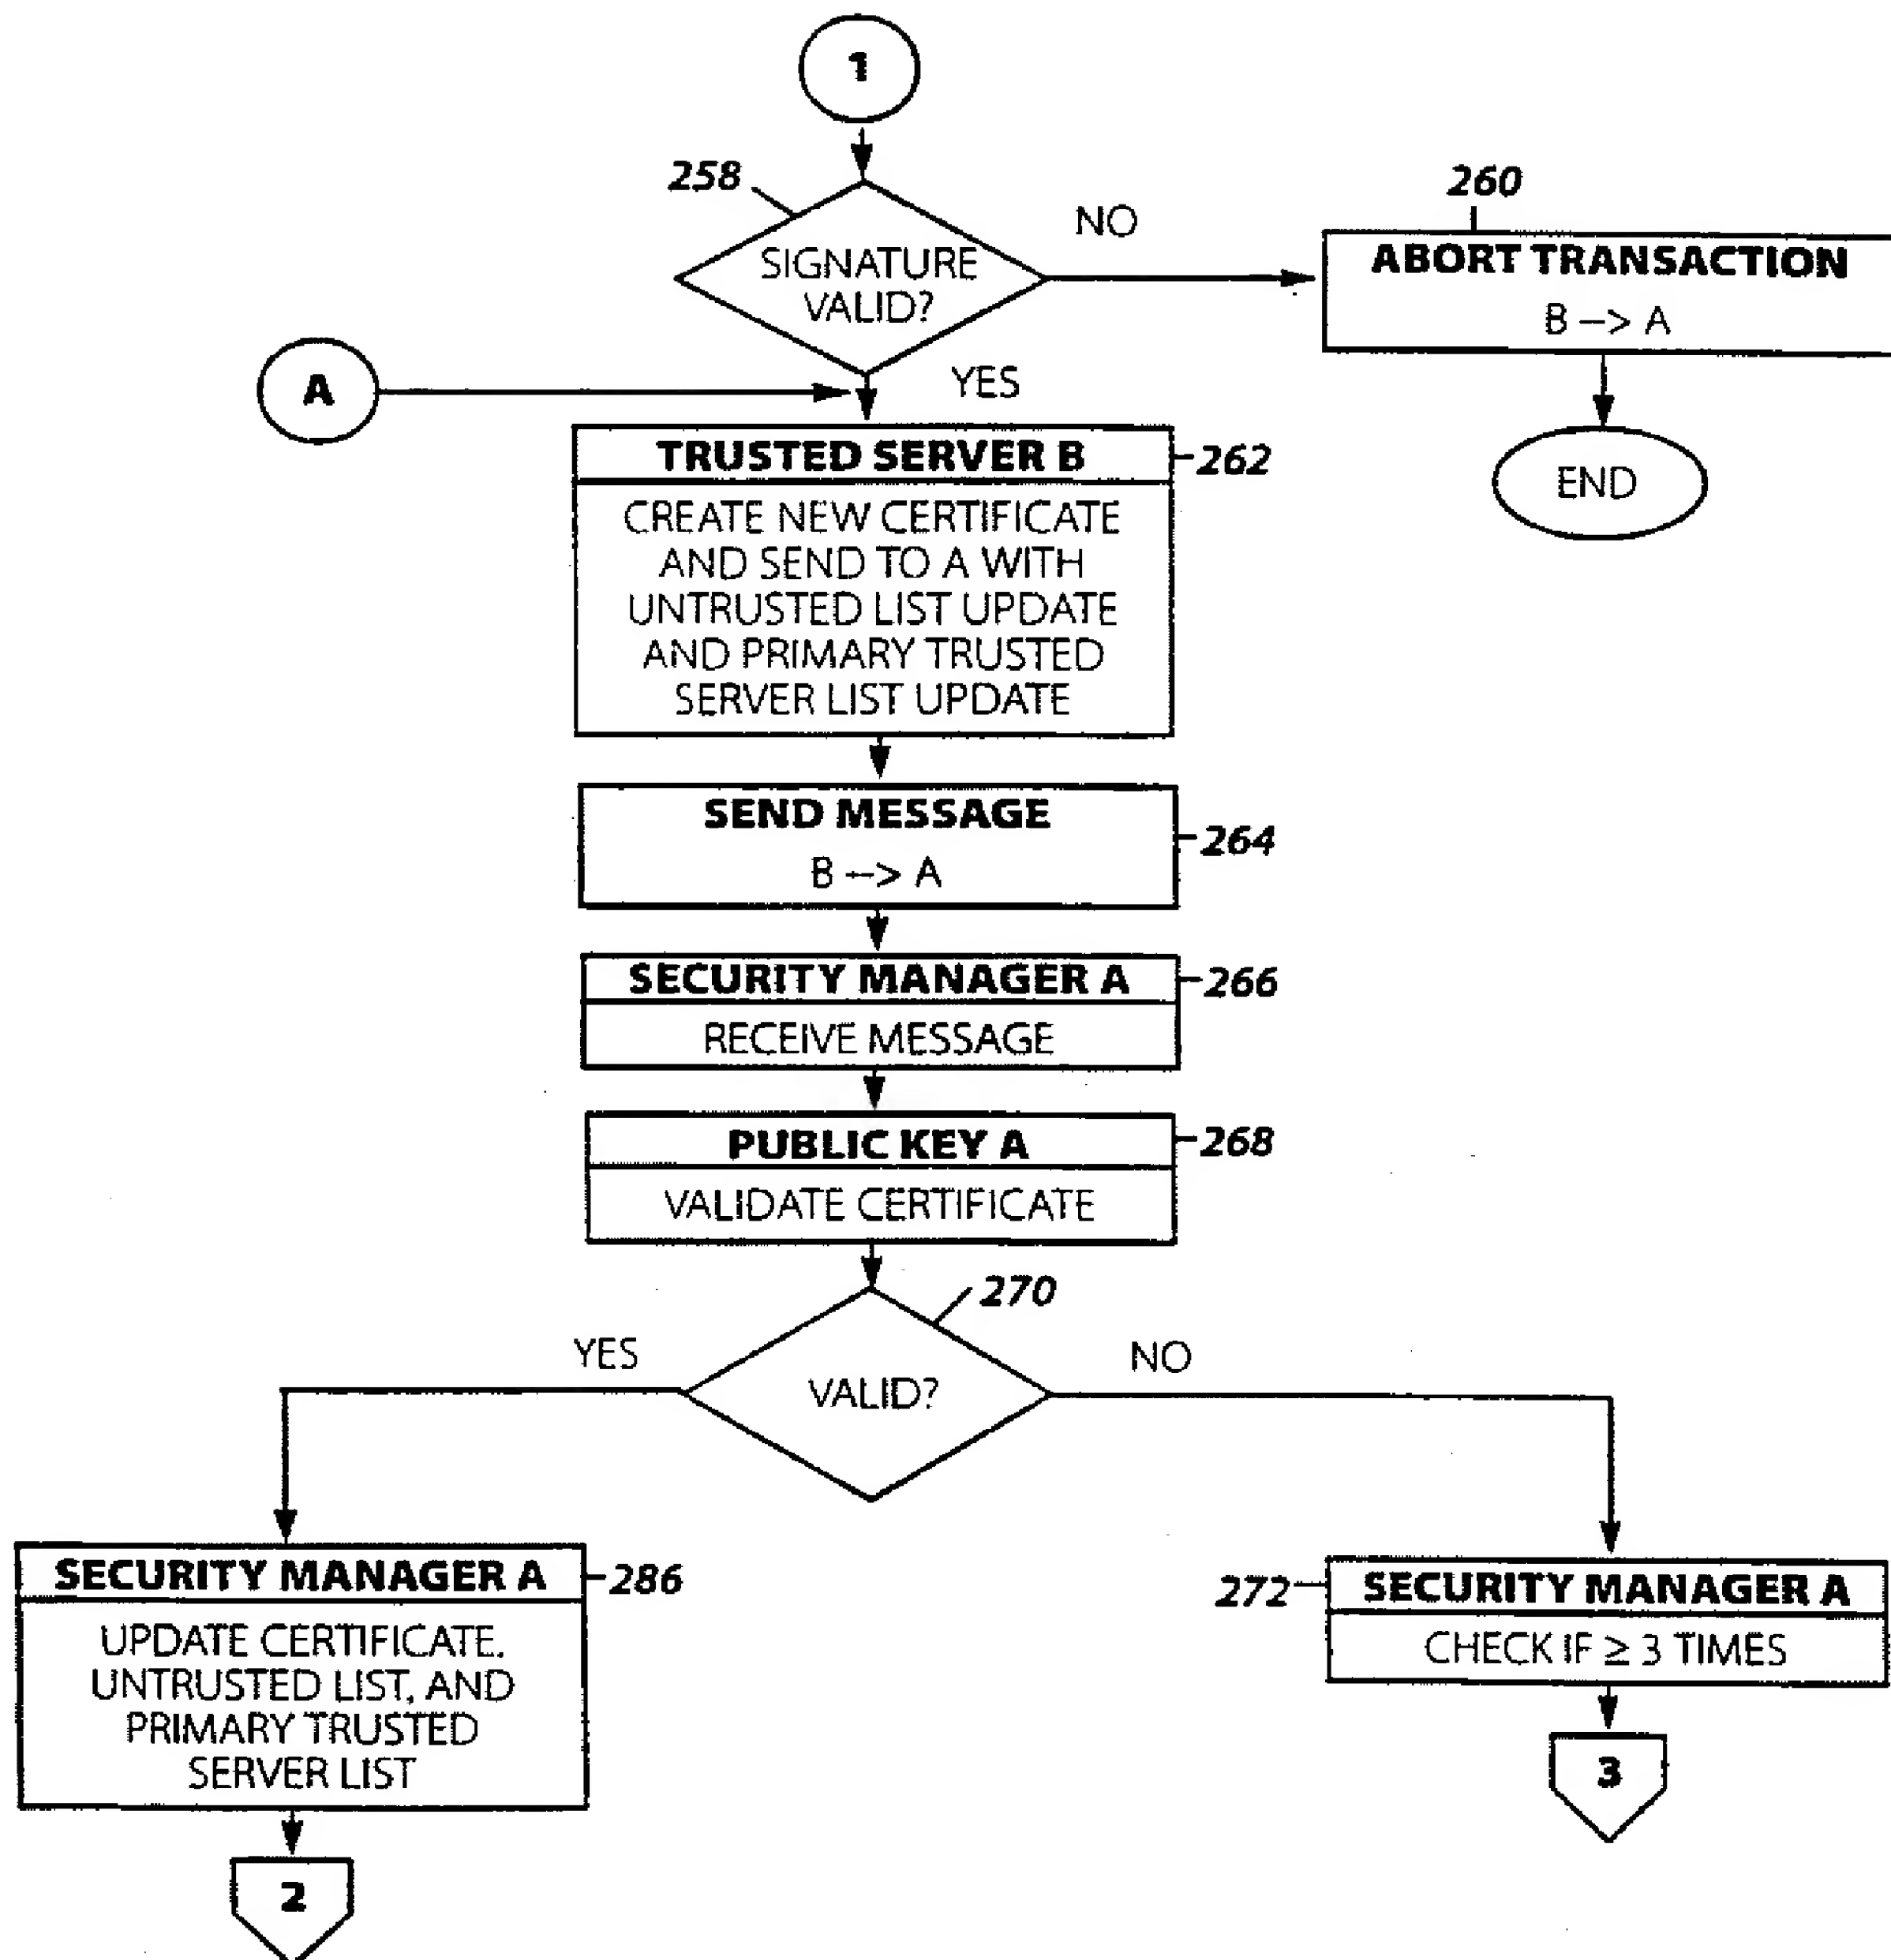 1
258
SIGNATURE
VALID?
NO
260
ABORT TRANSACTION
B --> A
END
A
YES
TRUSTED SERVER B
262
CREATE NEW CERTIFICATE
AND SEND TO A WITH
UNTRUSTED LIST UPDATE
AND PRIMARY TRUSTED
SERVER LIST UPDATE
SEND MESSAGE
264
B --> A
SECURITY MANAGER A
266
RECEIVE MESSAGE
PUBLIC KEY A
268
VALIDATE CERTIFICATE
270
YES
VALID?
NO
SECURITY MANAGER A
286
UPDATE CERTIFICATE.
UNTRUSTED LIST, AND
PRIMARY TRUSTED
SERVER LIST
2
272
SECURITY MANAGER A
CHECK IF ≥ 3 TIMES
3